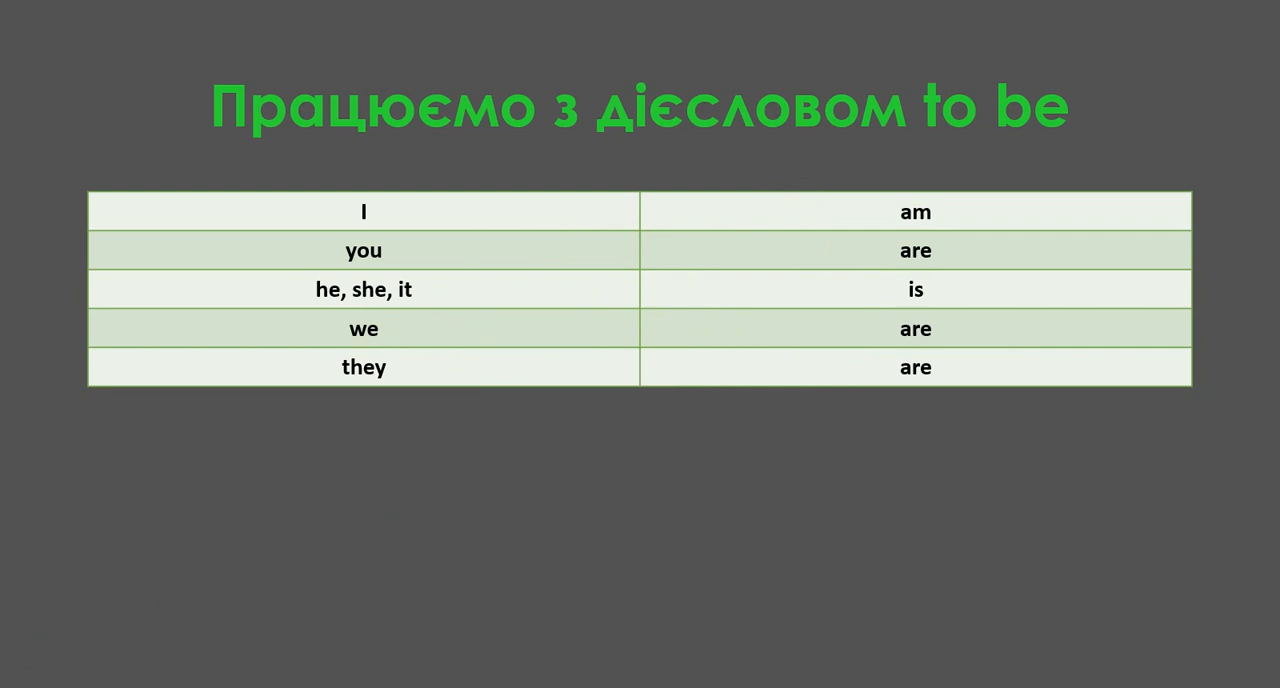 Працюємо з дієсловом to be
I am
you are
he, she, it is
we are
they are